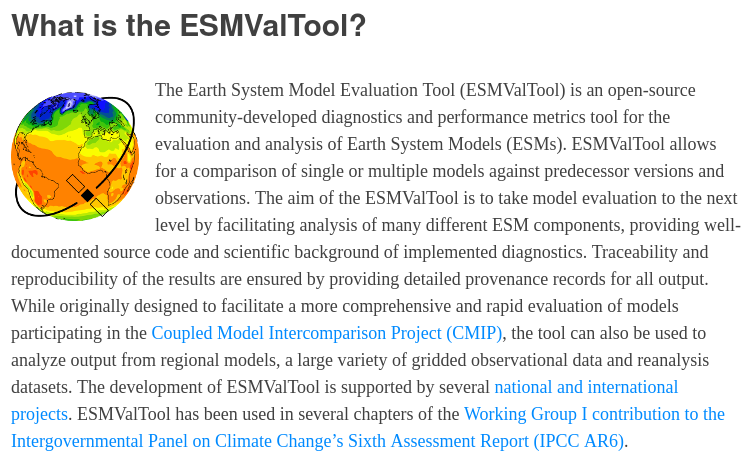 What is the ESMValTool?
The Earth System Model Evaluation Tool (ESMValTool) is an open-source
community-developed diagnostics and performance metrics tool for the
evaluation and analysis of Earth System Models (ESMs). ESMValTool allows
for a comparison of single or multiple models against predecessor versions and
observations. The aim of the ESMValTool is to take model evaluation to the next
level by facilitating analysis of many different ESM components, providing well-
documented source code and scientific background of implemented diagnostics. Traceability and
reproducibility of the results are ensured by providing detailed provenance records for all output.
While originally designed to facilitate a more comprehensive and rapid evaluation of models
participating in the Coupled Model Intercomparison Project (CMIP), the tool can also be used to
analyze output from regional models, a large variety of gridded observational data and reanalysis
datasets. The development of ESMValTool is supported by several national and international
projects. ESMValTool has been used in several chapters of the Working Group I contribution to the
Intergovernmental Panel on Climate Change’s Sixth Assessment Report (IPCC AR6).